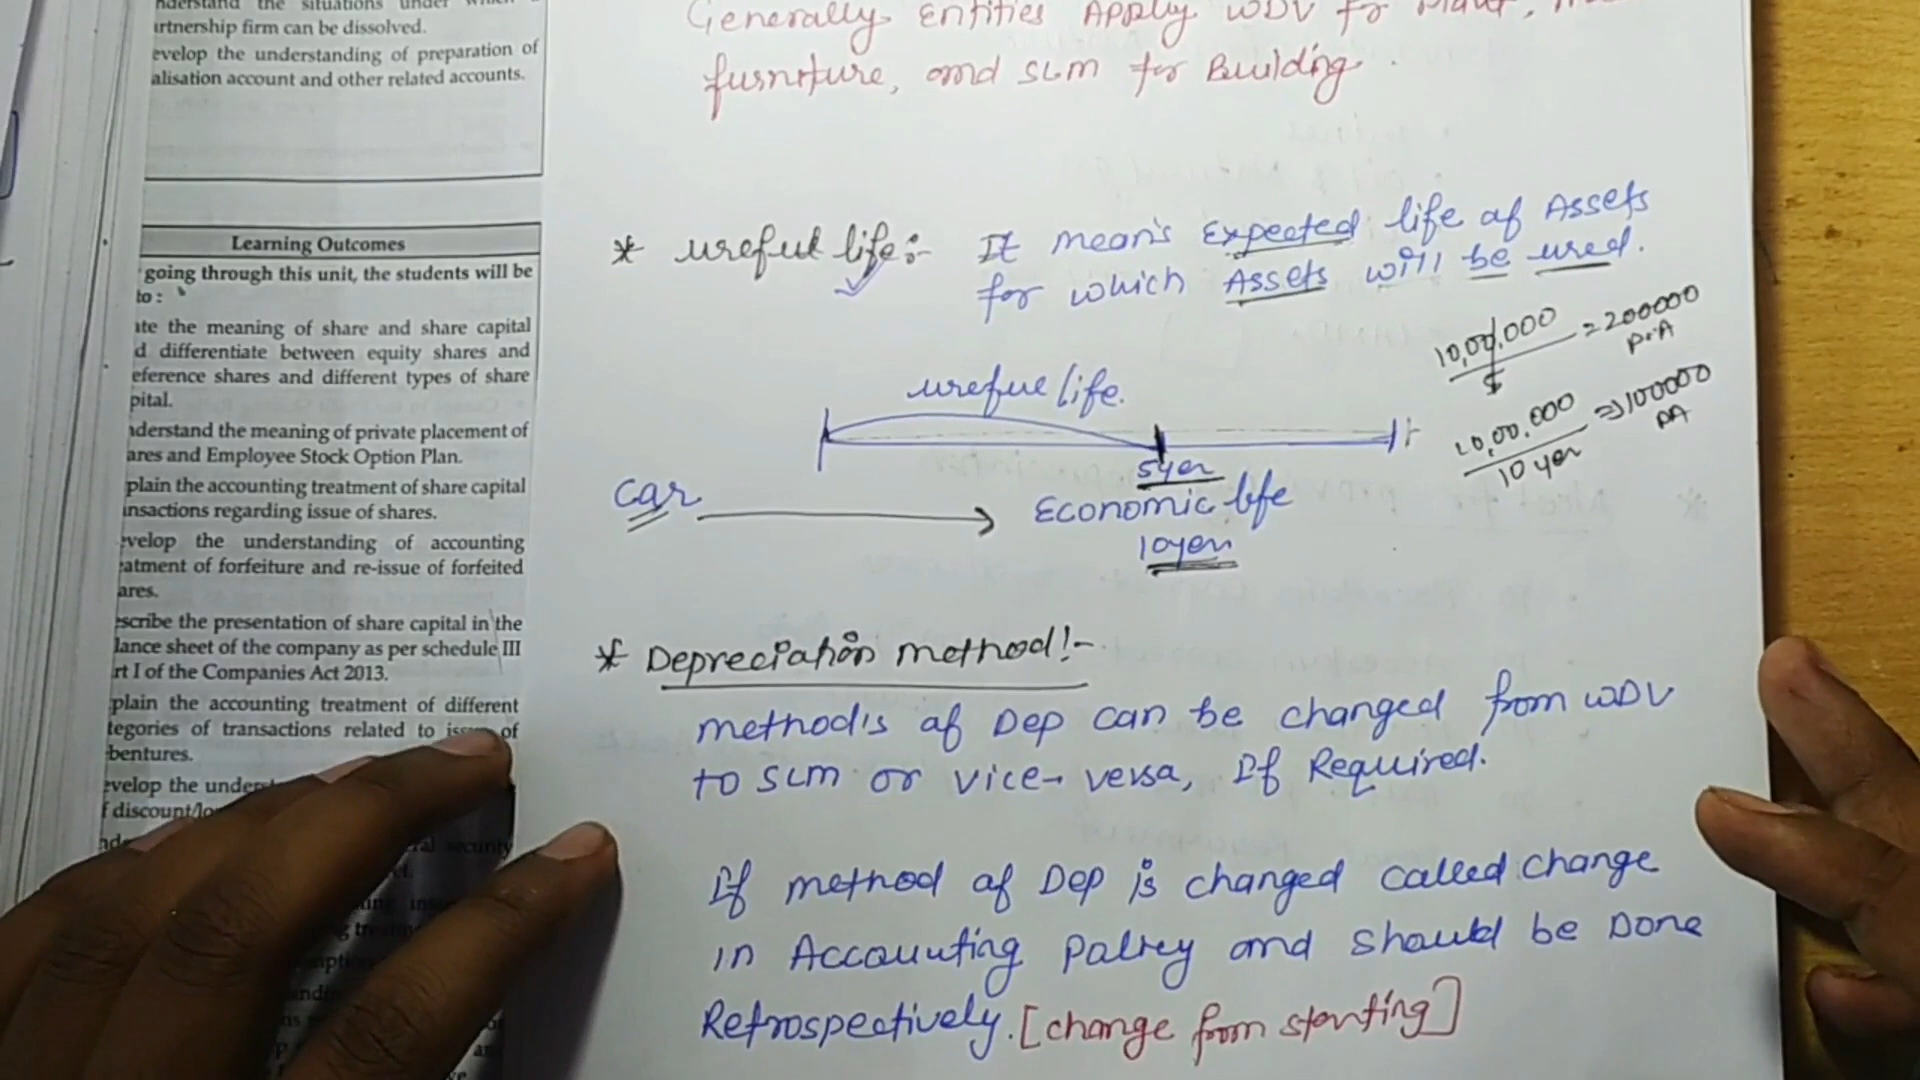 the situations under
artnership firm can be dissolved.
evelop the understanding of preparation of
alisation account and other related accounts.
Learning Outcomes
going through this unit, the students will be
to :
ate the meaning of share and share capital
d differentiate between equity shares and
eference shares and different types of share
pital.
nderstand the meaning of private placement of
ares and Employee Stock Option Plan.
plain the accounting treatment of share capital
ansactions regarding issue of shares.
evelop the understanding of accounting
eatment of forfeiture and re-issue of forfeited
ares.
escribe the presentation of share capital in the
lance sheet of the company as per schedule III
rt I of the Companies Act 2013.
plain the accounting treatment of different
tegories of transactions related to issue of
bentures.
evelop the under
f discount/lo
security
Generally Entities Apply WDV for Plant,
furniture, and SLM for Building.
* useful life:- It mean's Expected life of Assets
for which Assets will be used.
10,00,000 = 200000
5 P.A
10,00,000 => 100000
10 year PA
useful life.
5yer
car → Economic life
10yer
* Depreciation method:-
method's of Dep can be changed from WDV
to SLM or vice-versa, If Required.
If method of Dep is changed called change
in Accounting Policy and should be Done
Retrospectively. [change from starting]